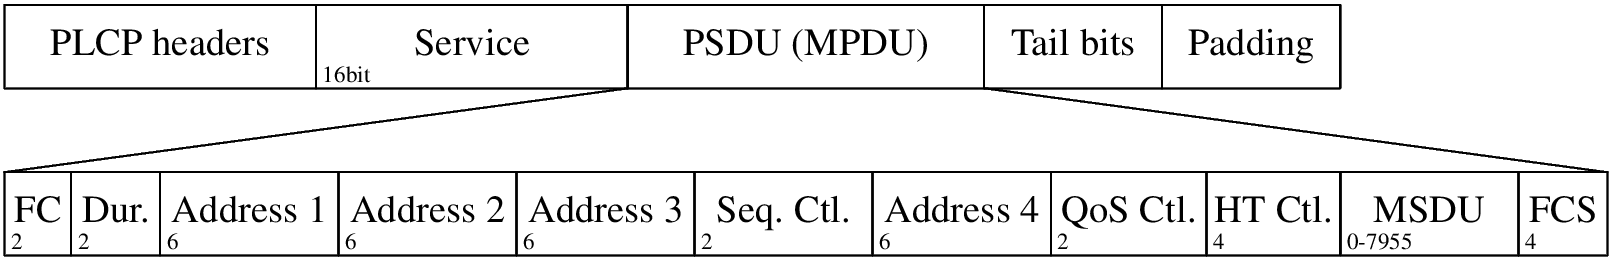 PLCP headers Service PSDU (MPDU) Tail bits Padding
16bit
FC Dur. Address 1 Address 2 Address 3 Seq. Ctl. Address 4 QoS Ctl. HT Ctl. MSDU FCS
2 2 6 6 6 2 6 2 4 0-7955 4